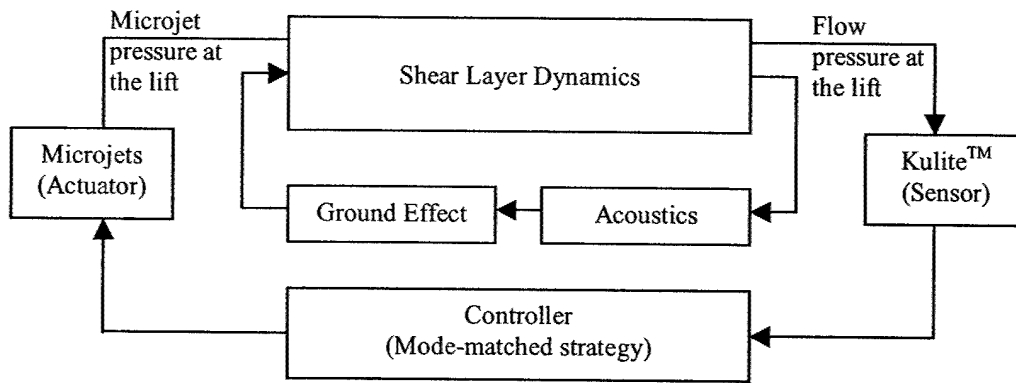 Microjet
pressure at
the lift
Shear Layer Dynamics
Flow
pressure at
the lift
Microjets
(Actuator)
Ground Effect
Acoustics
Kulite™
(Sensor)
Controller
(Mode-matched strategy)